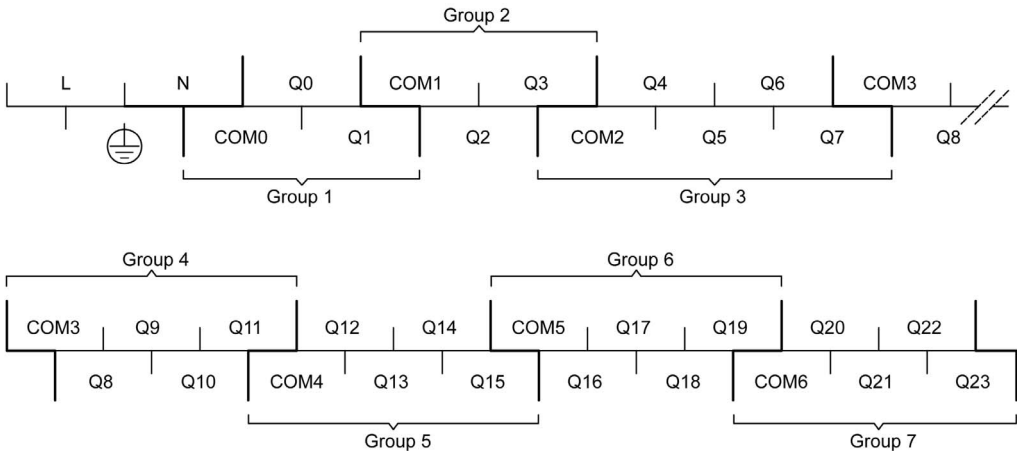 Group 2
L N Q0 COM1 Q3 Q4 Q6 COM3
COM0 Q1 Q2 COM2 Q5 Q7 Q8
Group 1 Group 3
Group 4 Group 6
COM3 Q9 Q11 Q12 Q14 COM5 Q17 Q19 Q20 Q22
Q8 Q10 COM4 Q13 Q15 Q16 Q18 COM6 Q21 Q23
Group 5 Group 7